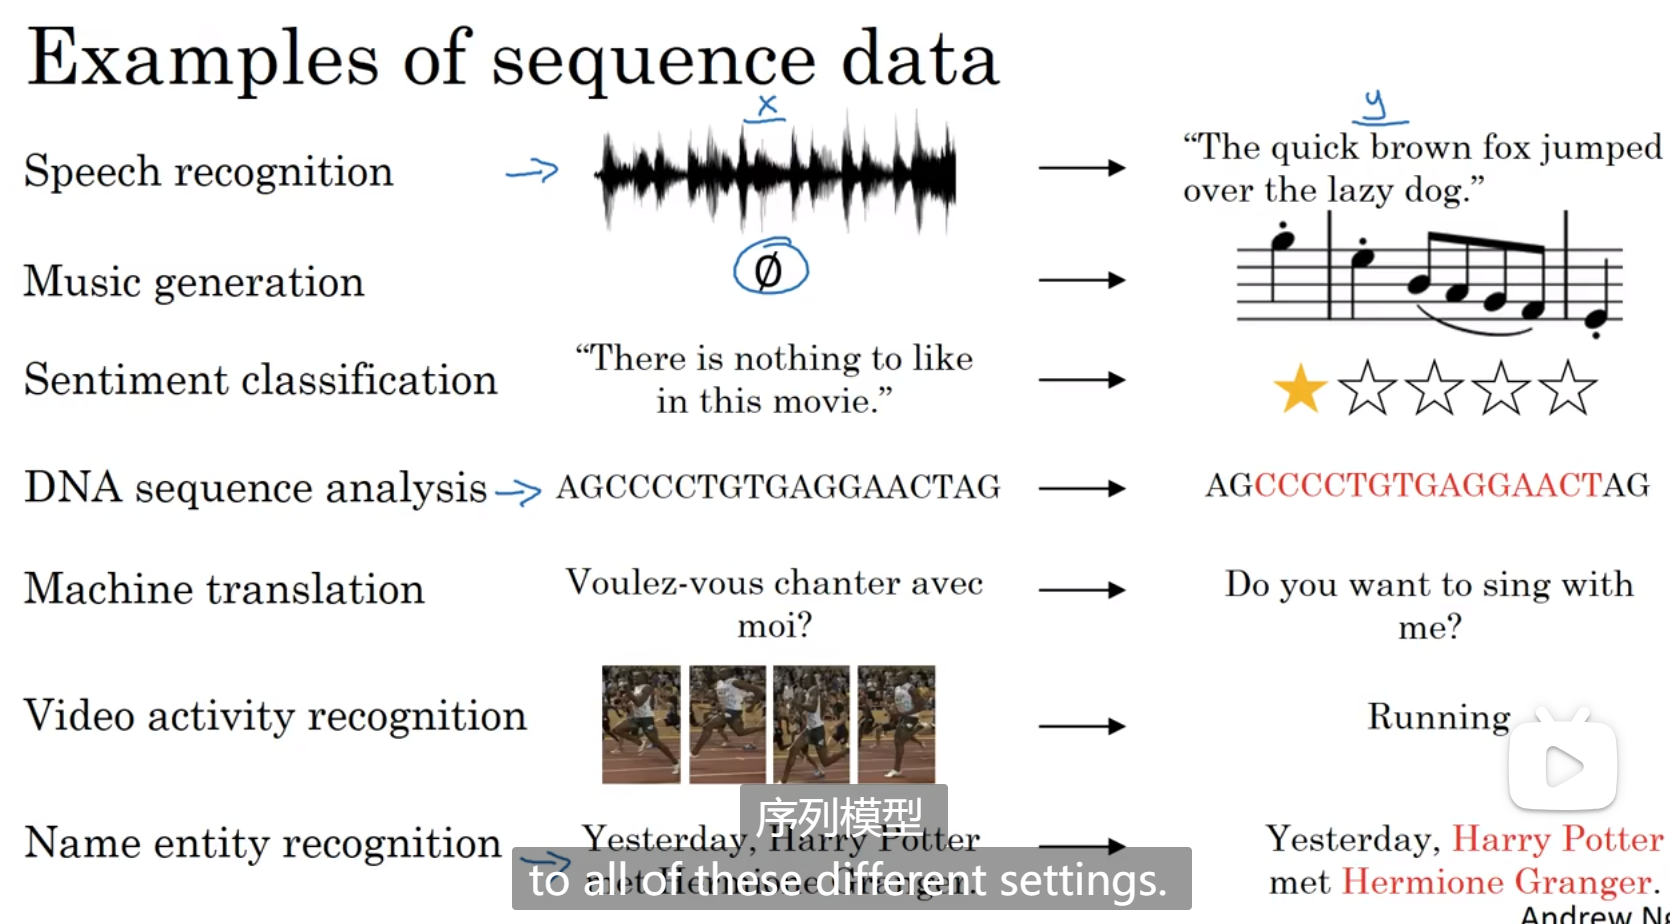 Examples of sequence data
x
y
Speech recognition
“The quick brown fox jumped
over the lazy dog.”
Music generation
∅
Sentiment classification
“There is nothing to like
in this movie.”
DNA sequence analysis
AGCCCCTGTGAGGAACTAG
AGCCCCTGTGAGGAACTAG
Machine translation
Voulez-vous chanter avec
moi?
Do you want to sing with
me?
Video activity recognition
Running
序列模型
Name entity recognition
Yesterday, Harry Potter
met Hermione Granger.
to all of these different settings.
Yesterday, Harry Potter
met Hermione Granger.
Andrew